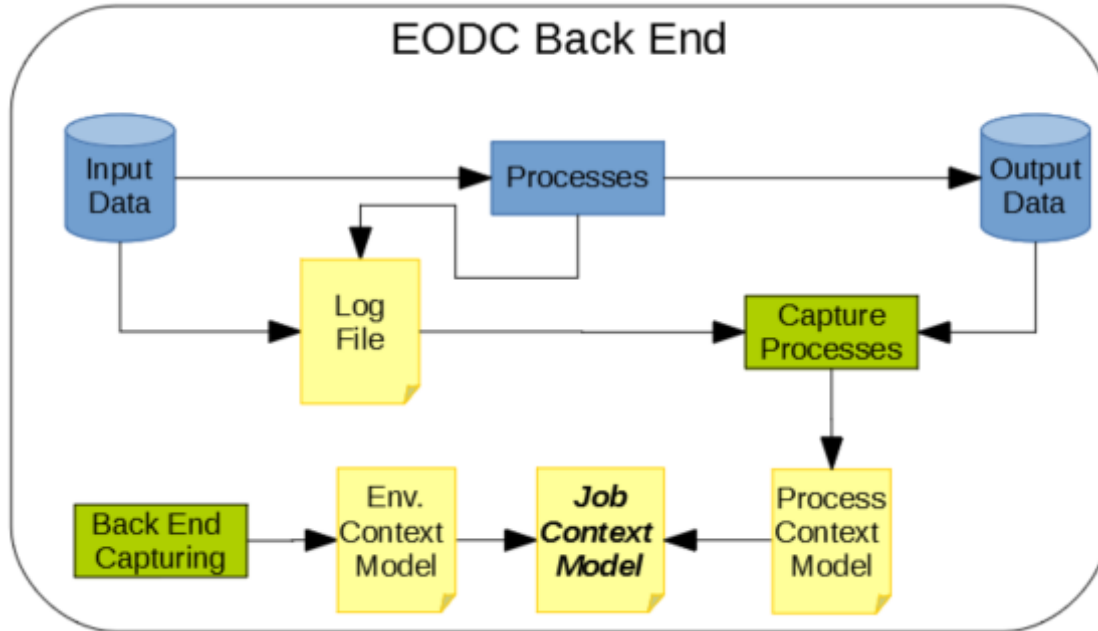 EODC Back End
Input
Data
Processes
Output
Data
Log
File
Capture
Processes
Back End
Capturing
Env.
Context
Model
Job
Context
Model
Process
Context
Model